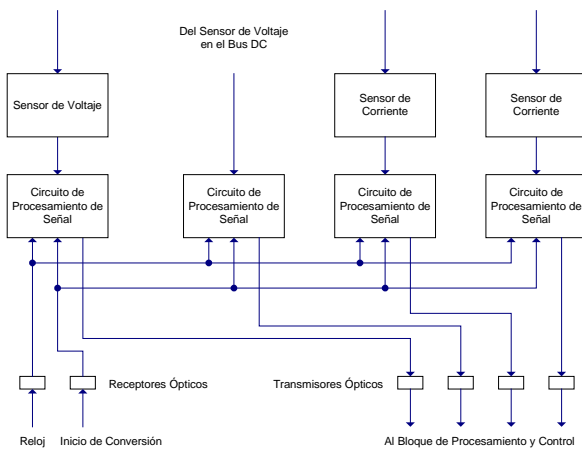 Del Sensor de Voltaje
en el Bus DC
Sensor de Voltaje
Sensor de
Corriente
Sensor de
Corriente
Circuito de
Procesamiento de
Señal
Circuito de
Procesamiento de
Señal
Circuito de
Procesamiento de
Señal
Circuito de
Procesamiento de
Señal
Receptores Ópticos
Transmisores Ópticos
Reloj
Inicio de Conversión
Al Bloque de Procesamiento y Control